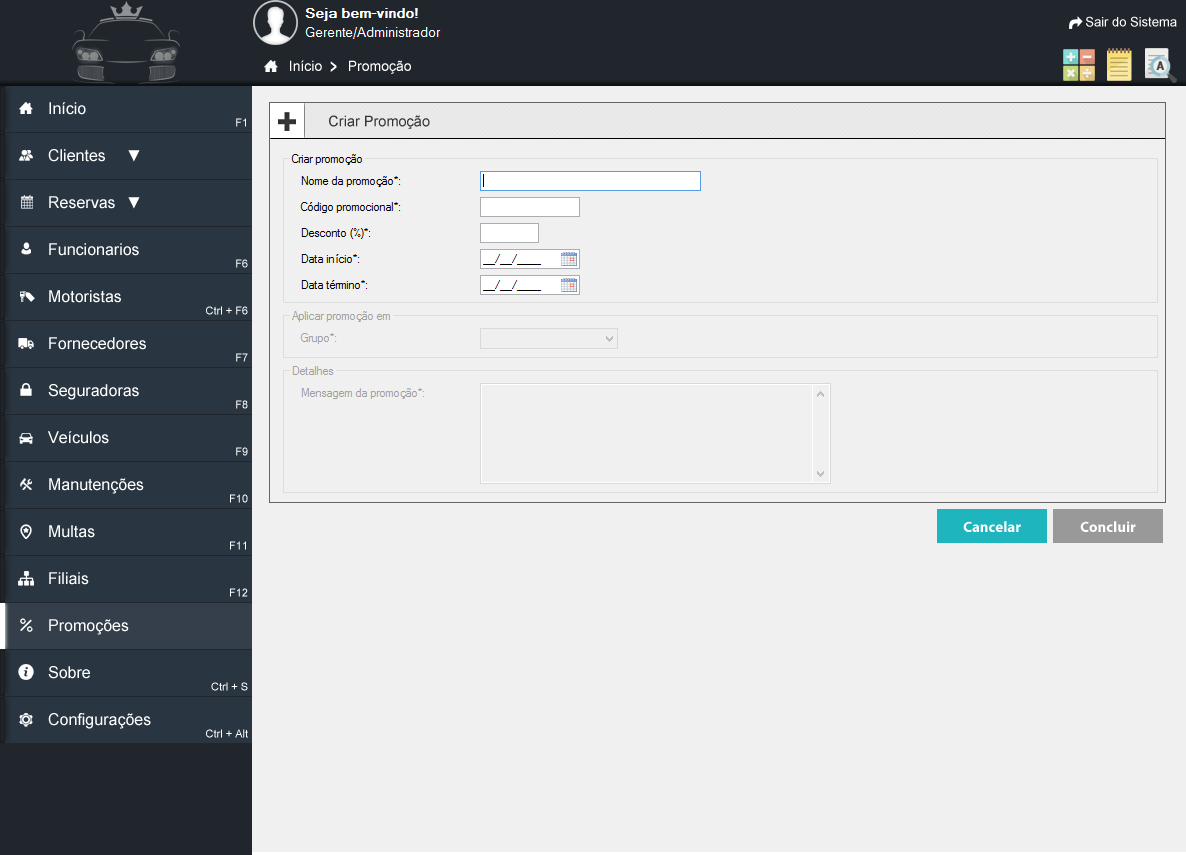 Seja bem-vindo!
Gerente/Administrador
Sair do Sistema
Início Promoção
A
Início
F1
Clientes
Reservas
Funcionarios
F6
Motoristas
Ctrl + F6
Fornecedores
F7
Seguradoras
F8
Veículos
F9
Manutenções
F10
Multas
F11
Filiais
F12
Promoções
Sobre
Ctrl + S
Configurações
Ctrl + Alt
Criar Promoção
Criar promoção
Nome da promoção*:
Código promocional*:
Desconto (%)*:
Data início*: __/__/____
Data término*: __/__/____
Aplicar promoção em
Grupo*:
Detalhes
Mensagem da promoção*:
Cancelar Concluir